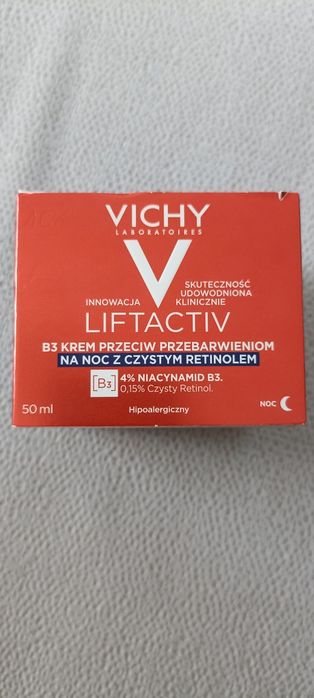 VICHY
LABORATOIRES
V
INNOWACJA
SKUTECZNOŚĆ
UDOWODNIONA
KLINICZNIE
LIFTACTIV
B3 KREM PRZECIW PRZEBARWIENIOM
NA NOC Z CZYSTYM RETINOLEM
[B3] 4% NIACYNAMID B3.
0,15% Czysty Retinol.
50 ml
Hipoalergiczny
NOC